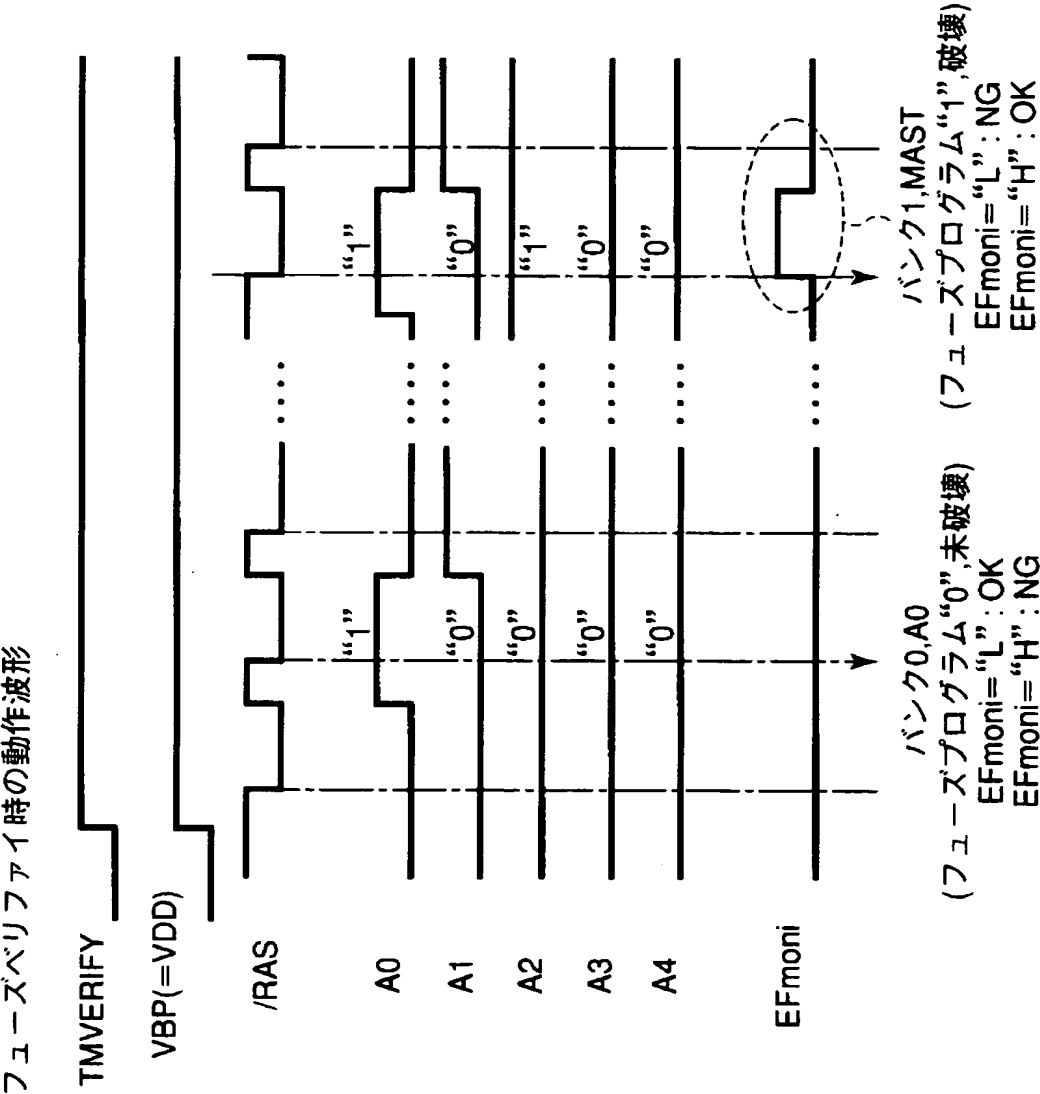 フューズベリファイ時の動作波形
TMVERIFY
VBP(=VDD)
/RAS
A0
“1”
“1”
A1
“0”
“0”
A2
“0”
“1”
A3
“0”
“0”
A4
“0”
“0”
EFmoni
バンク0,A0
(フューズプログラム“0”,未破壊)
EFmoni=“L”:OK
EFmoni=“H”:NG
バンク1,MAST
(フューズプログラム“1”,破壊)
EFmoni=“L”:NG
EFmoni=“H”:OK